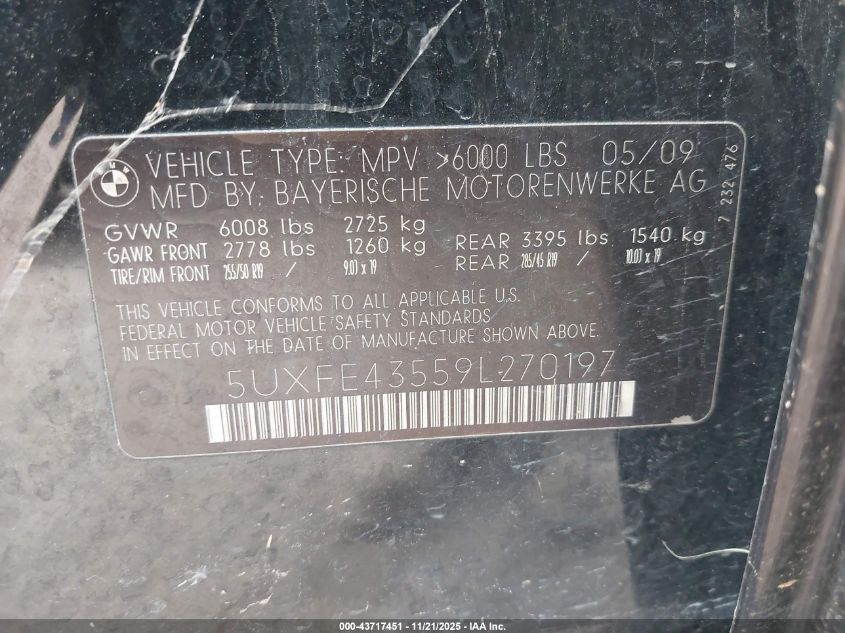 VEHICLE TYPE: MPV >6000 LBS 05/09
MFD BY: BAYERISCHE MOTORENWERKE AG
GVWR 6008 lbs 2725 kg
GAWR FRONT 2778 lbs 1260 kg REAR 3395 lbs 1540 kg
TIRE/RIM FRONT 255/50 R19 / 9.0J x 19 REAR 285/45 R19 / 10.0J x 19
THIS VEHICLE CONFORMS TO ALL APPLICABLE U.S.
FEDERAL MOTOR VEHICLE SAFETY STANDARDS
IN EFFECT ON THE DATE OF MANUFACTURE SHOWN ABOVE.
5UXFE43559L270197
7 232 476
BMW
000-43717451 - 11/21/2025 - IAA Inc.